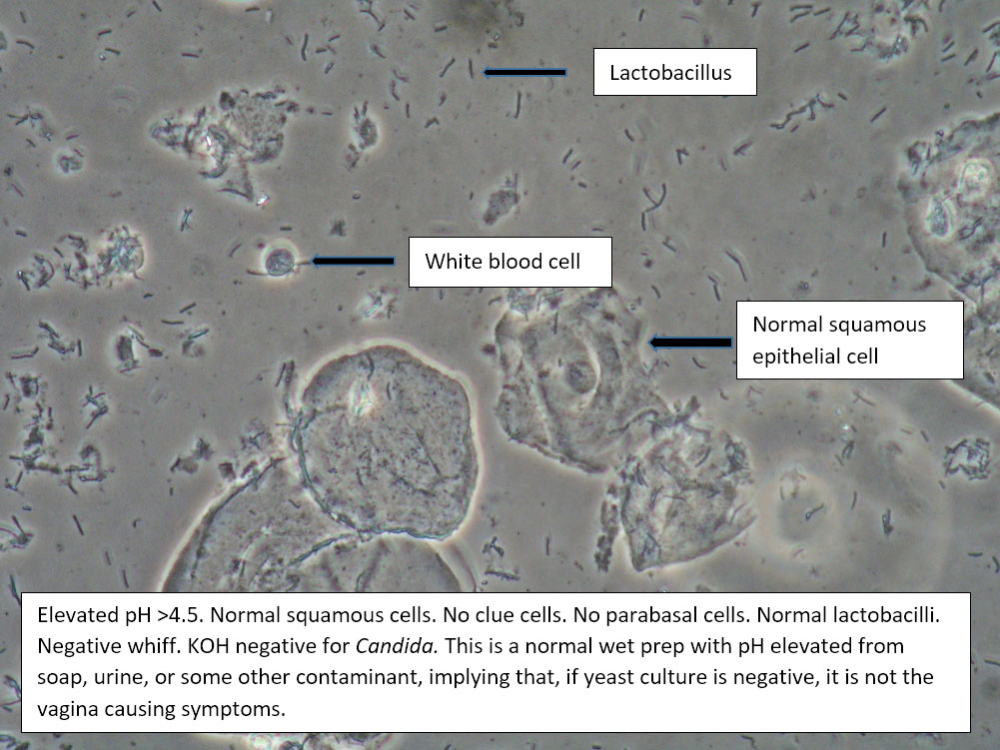 Lactobacillus
White blood cell
Normal squamous
epithelial cell
Elevated pH >4.5. Normal squamous cells. No clue cells. No parabasal cells. Normal lactobacilli.
Negative whiff. KOH negative for Candida. This is a normal wet prep with pH elevated from
soap, urine, or some other contaminant, implying that, if yeast culture is negative, it is not the
vagina causing symptoms.